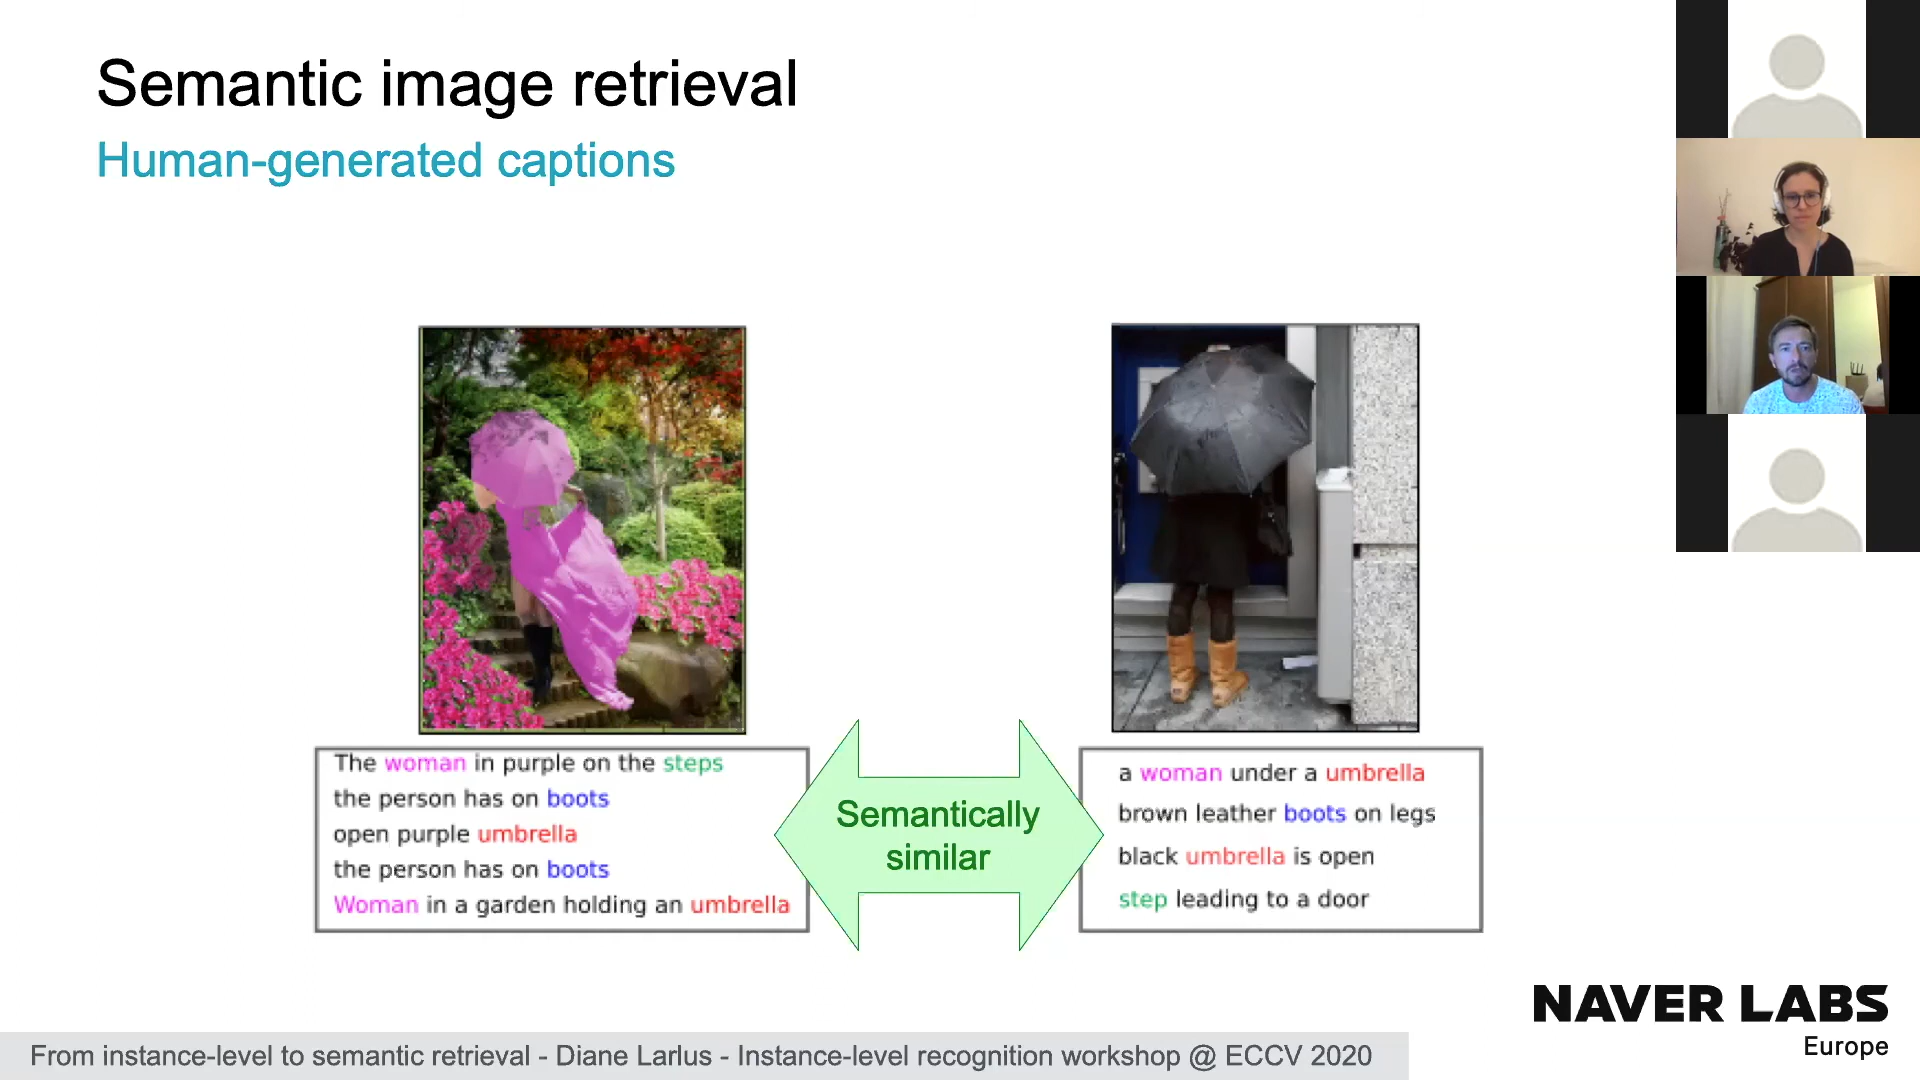 Semantic image retrieval
Human-generated captions
The woman in purple on the steps
the person has on boots
open purple umbrella
the person has on boots
Woman in a garden holding an umbrella
Semantically
similar
a woman under a umbrella
brown leather boots on legs
black umbrella is open
step leading to a door
NAVER LABS
Europe
From instance-level to semantic retrieval - Diane Larlus - Instance-level recognition workshop @ ECCV 2020